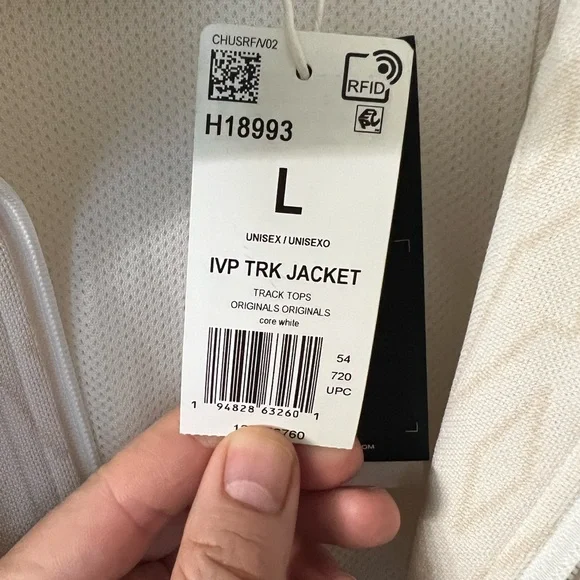 CHUSRF/V02
RFID
H18993
L
UNISEX / UNISEXO
IVP TRK JACKET
TRACK TOPS
ORIGINALS ORIGINALS
core white
54
720
UPC
1 94828 63260 1